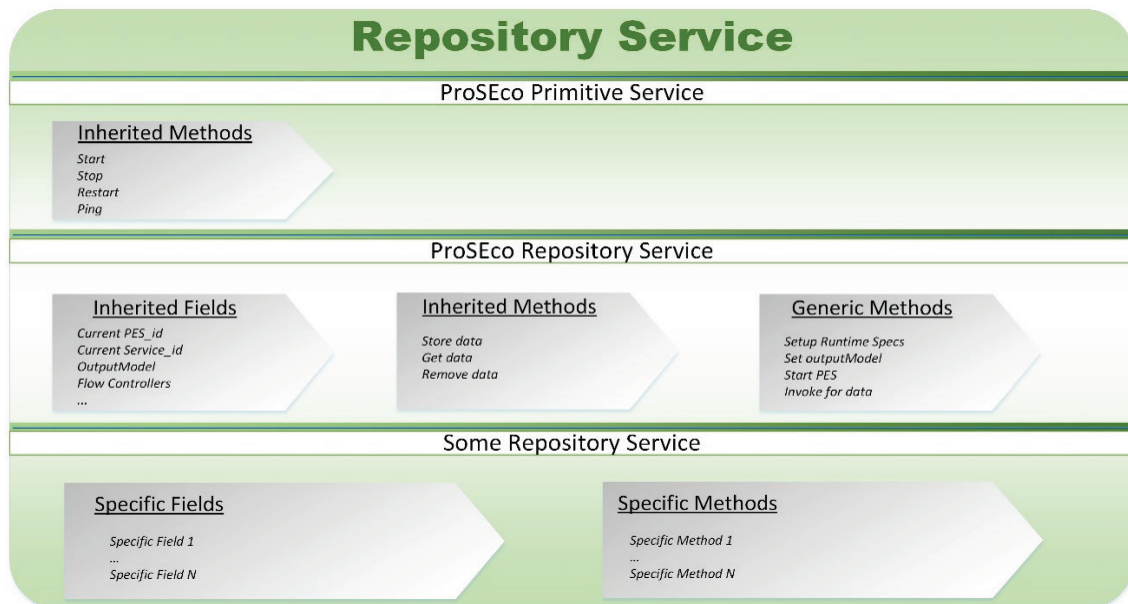 Repository Service
ProSEco Primitive Service
Inherited Methods
Start
Stop
Restart
Ping
ProSEco Repository Service
Inherited Fields
Current PES_id
Current Service_id
OutputModel
Flow Controllers
...
Inherited Methods
Store data
Get data
Remove data
Generic Methods
Setup Runtime Specs
Set outputModel
Start PES
Invoke for data
Some Repository Service
Specific Fields
Specific Field 1
...
Specific Field N
Specific Methods
Specific Method 1
...
Specific Method N